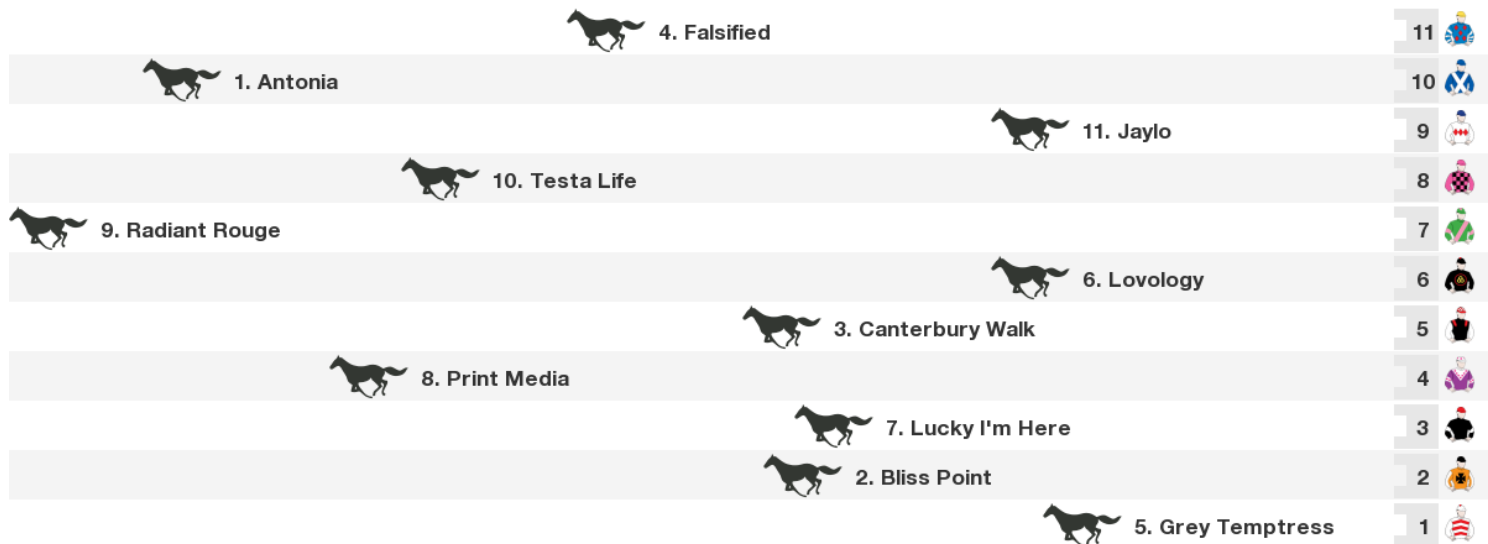 4. Falsified 11
1. Antonia 10
11. Jaylo 9
10. Testa Life 8
9. Radiant Rouge 7
6. Lovology 6
3. Canterbury Walk 5
8. Print Media 4
7. Lucky I'm Here 3
2. Bliss Point 2
5. Grey Temptress 1